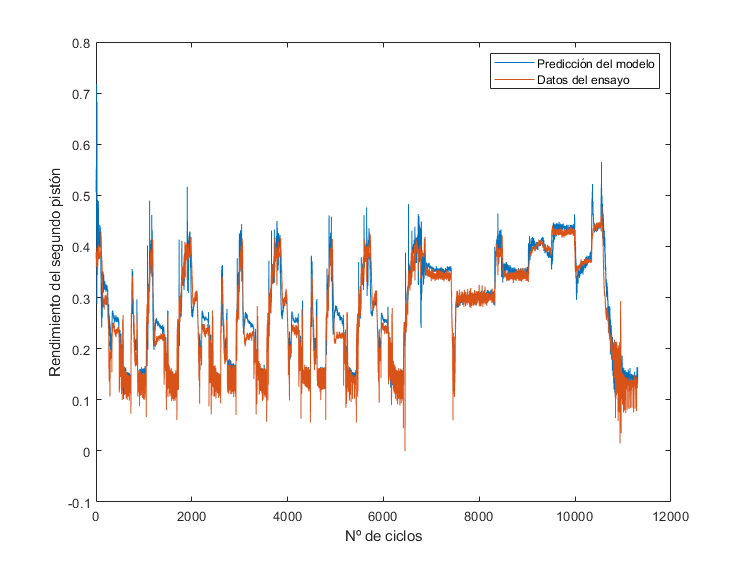 0.8
0.7
0.6
0.5
0.4
0.3
0.2
0.1
0
-0.1
Rendimiento del segundo pistón
Predicción del modelo
Datos del ensayo
0 2000 4000 6000 8000 10000 12000
Nº de ciclos